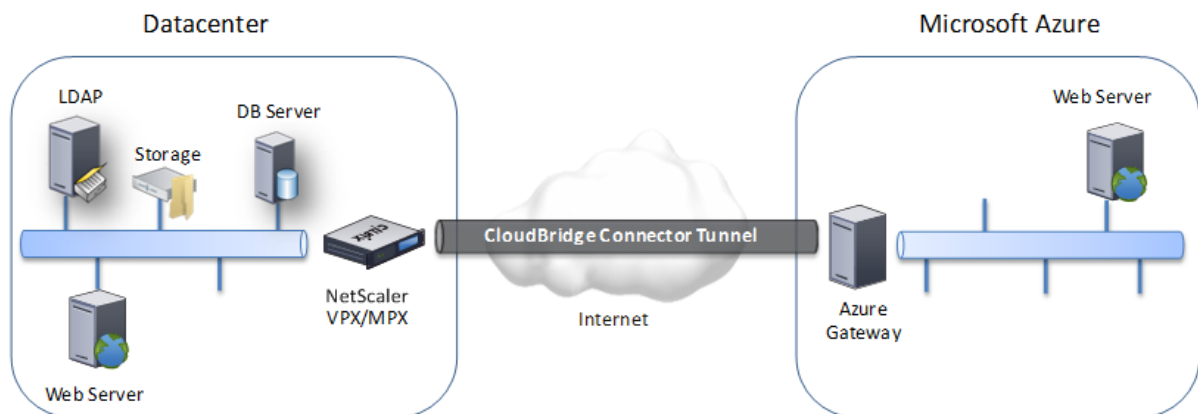 Datacenter
Microsoft Azure
LDAP
DB Server
Storage
Web Server
citrix
CloudBridge Connector Tunnel
NetScaler
VPX/MPX
Internet
Azure
Gateway
Web Server